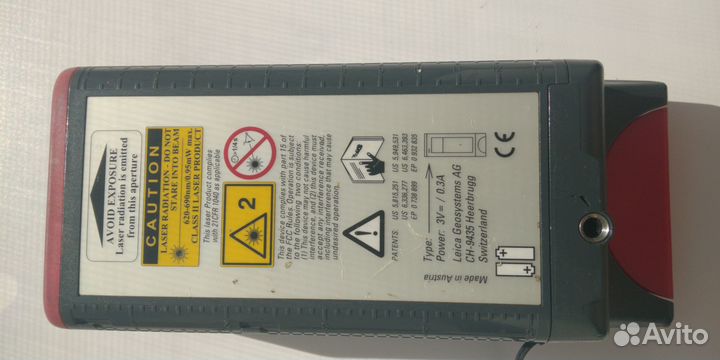 AVOID EXPOSURE
Laser radiation is emitted
from this aperture
CAUTION
LASER RADIATION - DO NOT
STARE INTO BEAM
620-690nm/0.95mW max.
CLASS II LASER PRODUCT
This laser Product complies
with 21CFR 1040 as applicable
2
This device complies with part 15 of
the FCC Rules. Operation is subject
to the following two conditions:
(1) This device may not cause harmful
interference, and (2) this device must
accept any interference received,
including interference that may cause
undesired operation.
PATENTS:
US 5,815,251
US 5,949,531
US 6,339,277
US 6,463,393
EP 0 738 899
EP 0 932 835
Type:
Power: 3V⎓ / 0.3A
Leica Geosystems AG
CH-9435 Heerbrugg
Switzerland
CE
Made in Austria
Avito